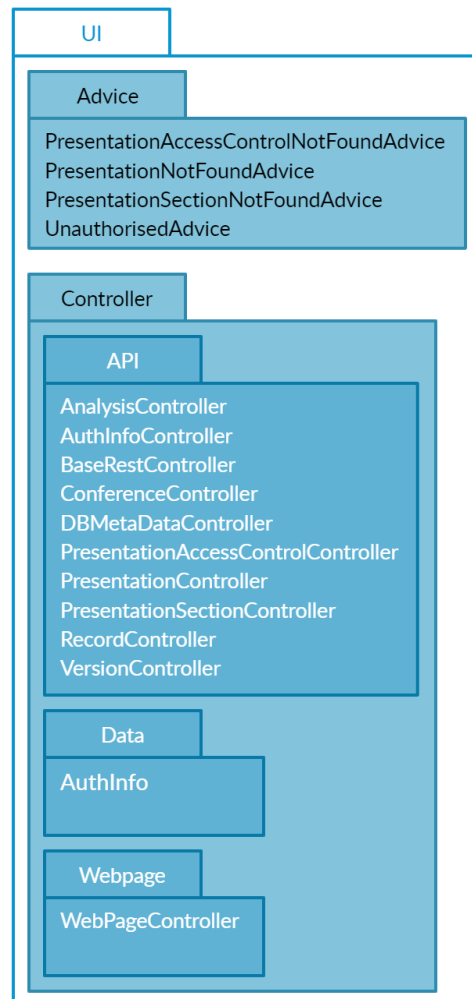 UI
Advice
PresentationAccessControlNotFoundAdvice
PresentationNotFoundAdvice
PresentationSectionNotFoundAdvice
UnauthorisedAdvice
Controller
API
AnalysisController
AuthInfoController
BaseRestController
ConferenceController
DBMetaDataController
PresentationAccessControlController
PresentationController
PresentationSectionController
RecordController
VersionController
Data
AuthInfo
Webpage
WebPageController